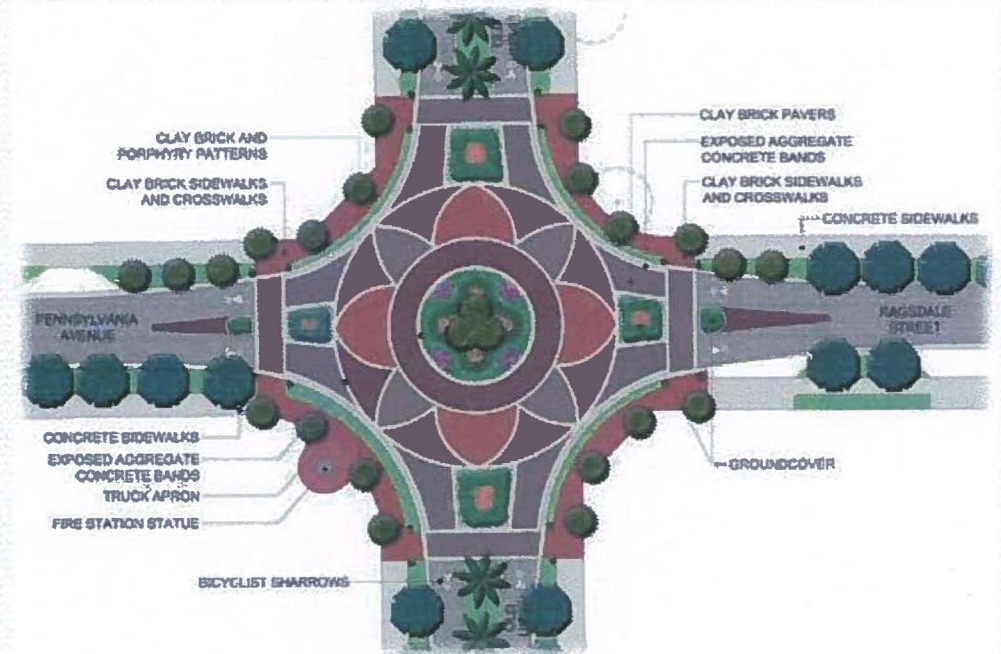 CLAY BRICK AND
PORPHYRY PATTERNS
CLAY BRICK SIDEWALKS
AND CROSSWALKS
CLAY BRICK PAVERS
EXPOSED AGGREGATE
CONCRETE BANDS
CLAY BRICK SIDEWALKS
AND CROSSWALKS
CONCRETE SIDEWALKS
PENNSYLVANIA
AVENUE
RAGSDALE
STREET
CONCRETE SIDEWALKS
EXPOSED AGGREGATE
CONCRETE BANDS
TRUCK APRON
FIRE STATION STATUE
GROUNDCOVER
BICYCLIST SHARROWS